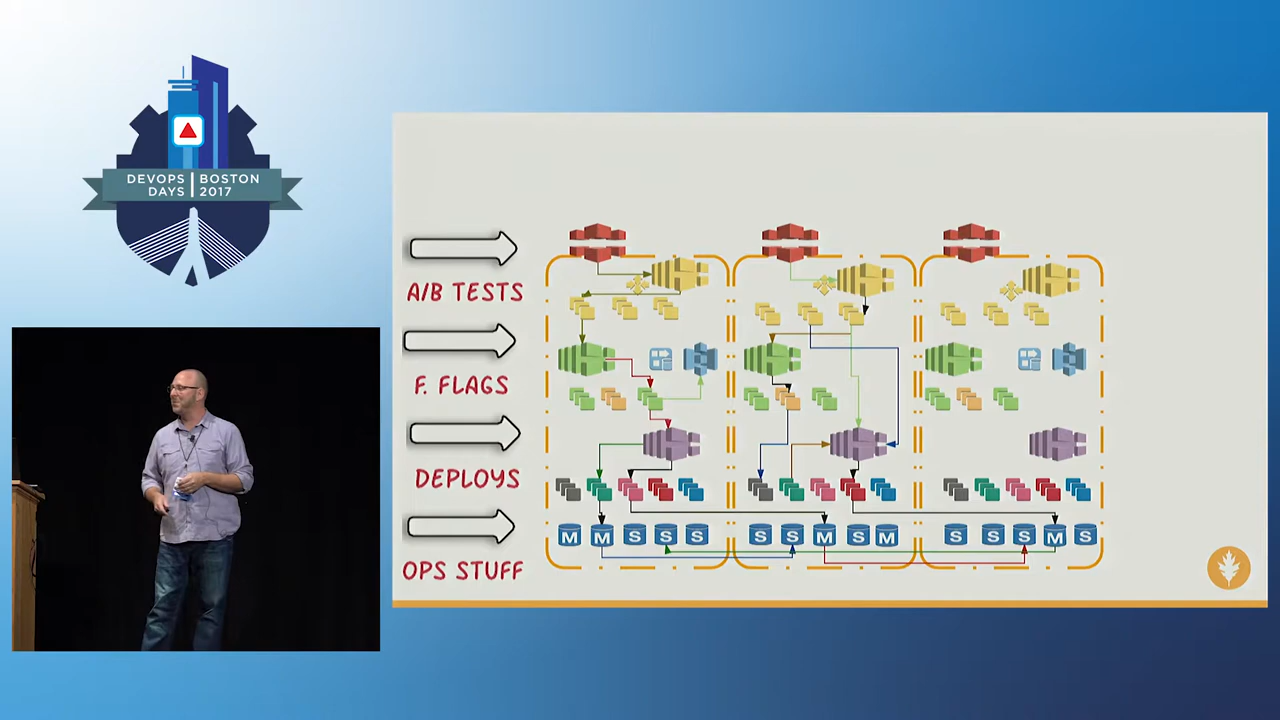 DEVOPS BOSTON
DAYS 2017
A/B TESTS
F. FLAGS
DEPLOYS
OPS STUFF
M M S S S
S S M S M
S S S M S